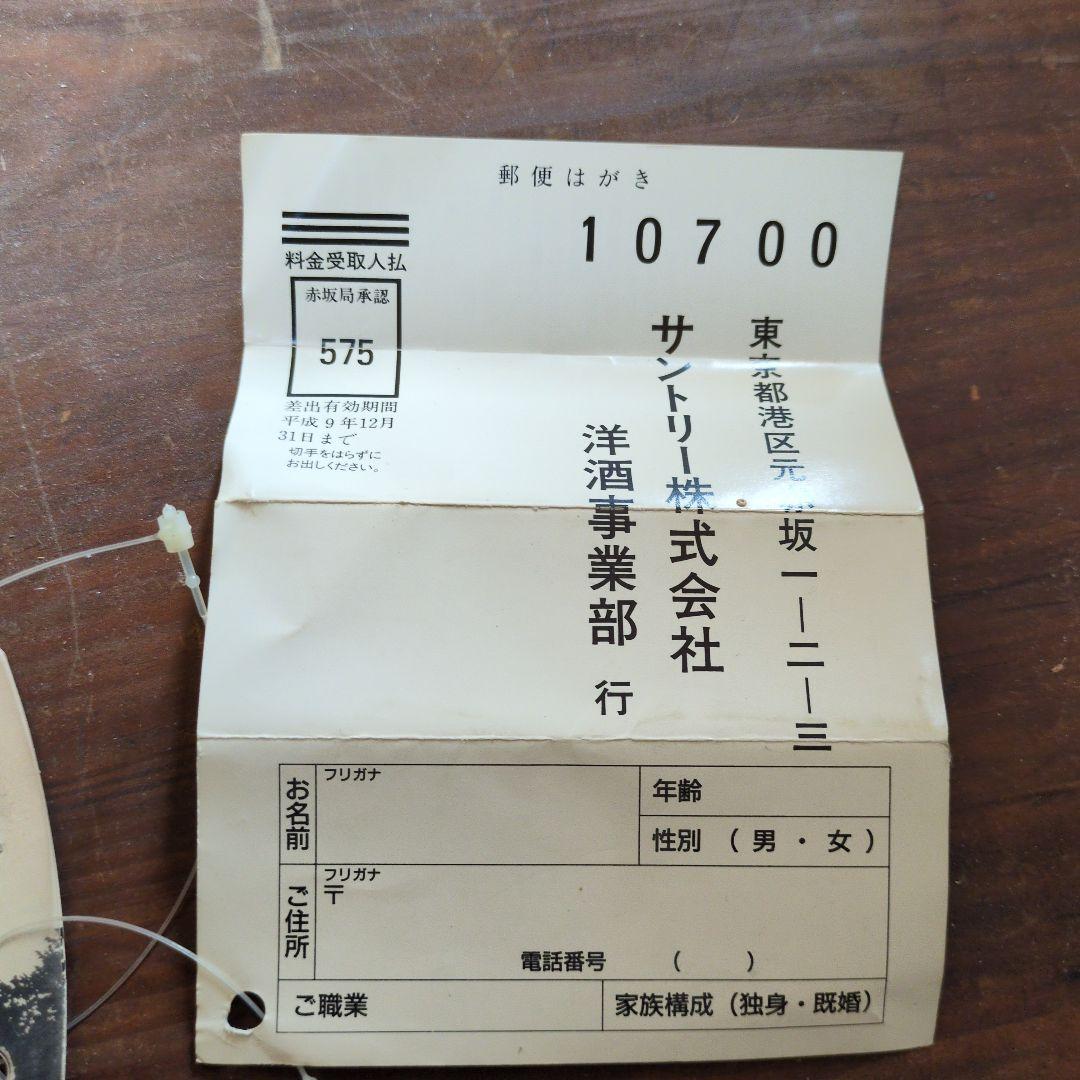 郵便はがき
10700
料金受取人払
赤坂局承認
575
差出有効期間
平成9年12月
31日まで
切手をはらずに
お出しください。
東京都港区元赤坂一―二―三
サントリー株式会社
洋酒事業部 行
お名前
フリガナ
年齢
性別 (男・女)
ご住所
フリガナ
〒
電話番号 ( )
ご職業
家族構成(独身・既婚)